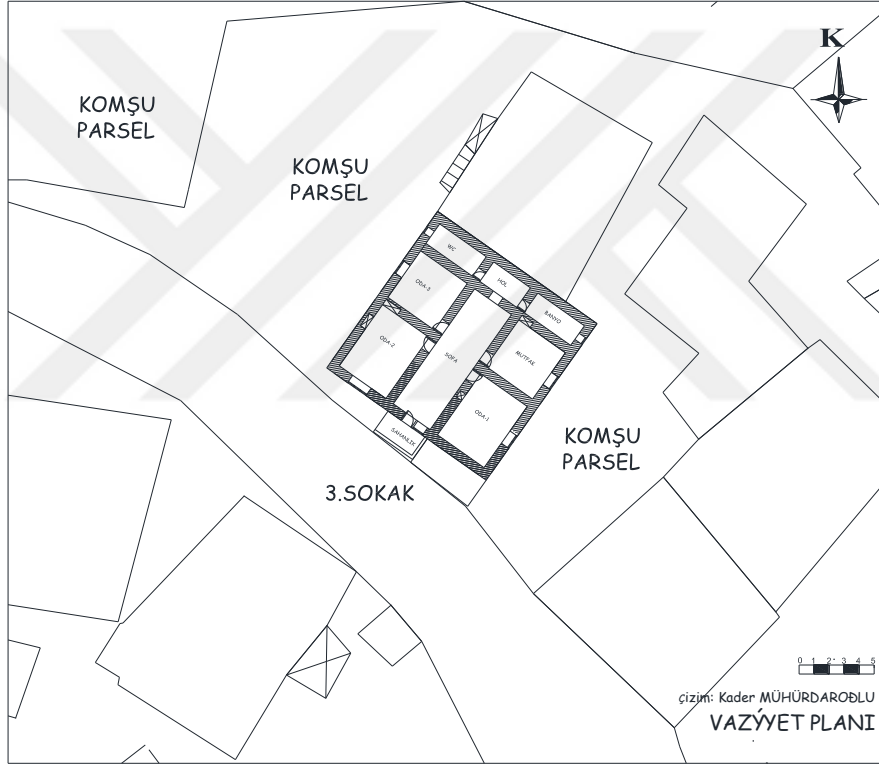 K
KOMŞU
PARSEL
KOMŞU
PARSEL
WC
HOL
ODA-3
BANYO
ODA-2
SOFA
MUTFAK
ODA-1
SAHANLIK
KOMŞU
PARSEL
3.SOKAK
0 1 2 3 4 5
çizim: Kader MÜHÜRDAROÐLU
VAZÝYET PLANI